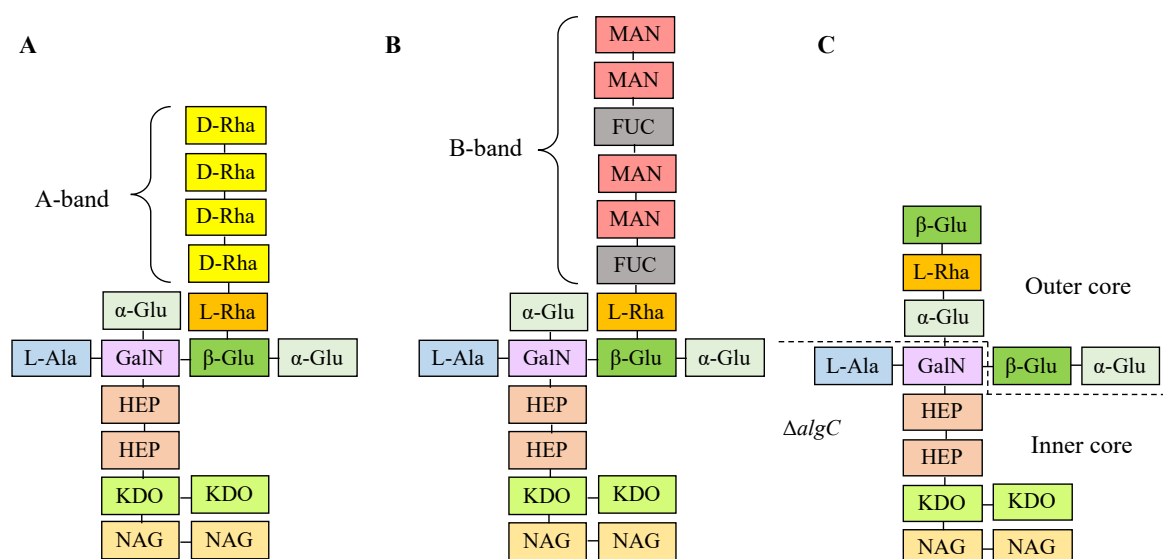 A
D-Rha
D-Rha
D-Rha
D-Rha
A-band
α-Glu
L-Rha
L-Ala
GalN
β-Glu
α-Glu
HEP
HEP
KDO
KDO
NAG
NAG
B
MAN
MAN
FUC
MAN
MAN
FUC
B-band
α-Glu
L-Rha
L-Ala
GalN
β-Glu
α-Glu
HEP
HEP
KDO
KDO
NAG
NAG
C
β-Glu
L-Rha
α-Glu
Outer core
L-Ala
GalN
β-Glu
α-Glu
ΔalgC
HEP
HEP
Inner core
KDO
KDO
NAG
NAG